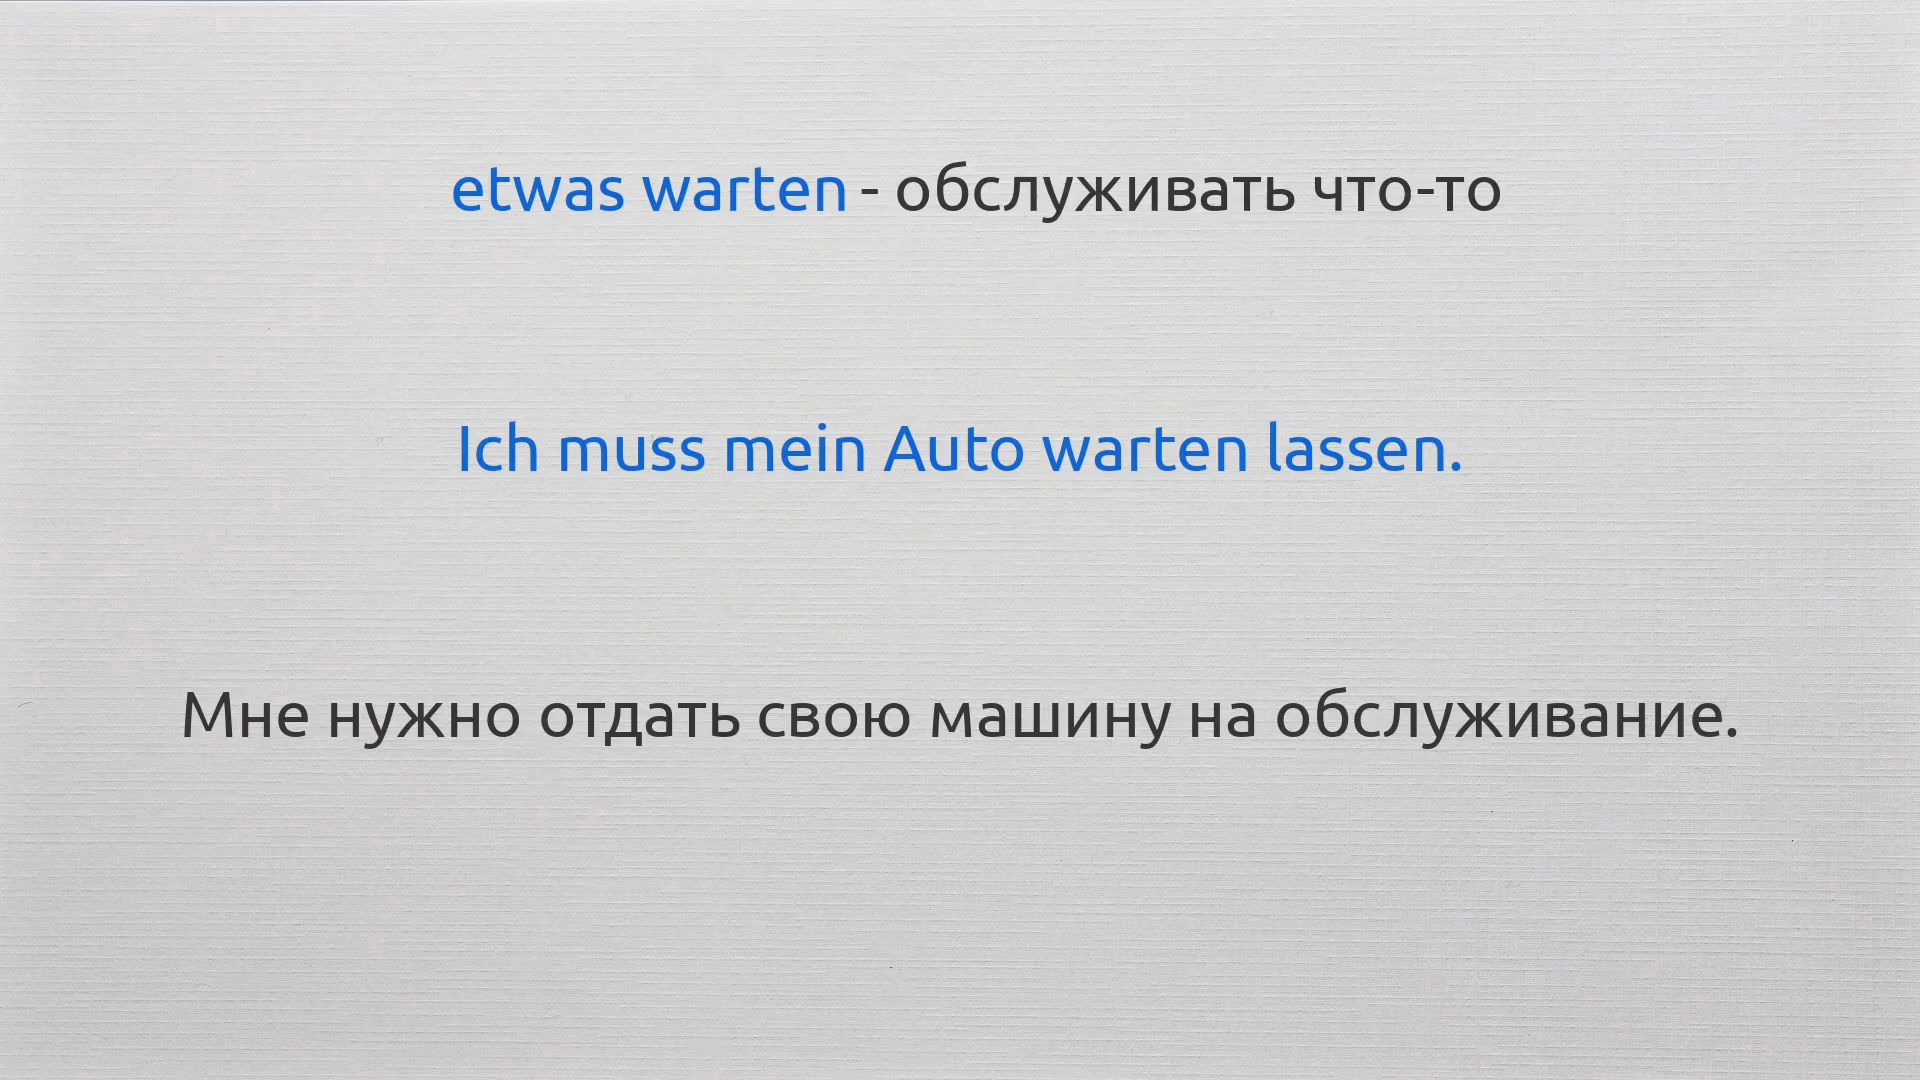 etwas warten - обслуживать что-то
Ich muss mein Auto warten lassen.
Мне нужно отдать свою машину на обслуживание.